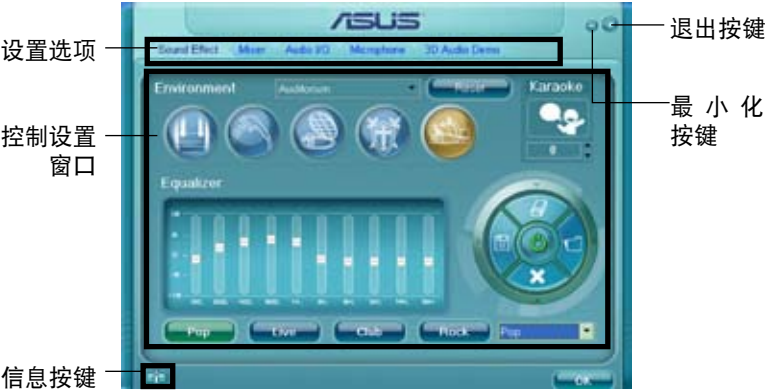 ASUS
退出按键
设置选项
Sound Effect Mixer Audio I/O Microphone 3D Audio Demo
Environment Auditorium Reset Karaoke
最小化
按键
0
控制设置
窗口
Equalizer
Pop Live Club Rock Pop
信息按键
OK